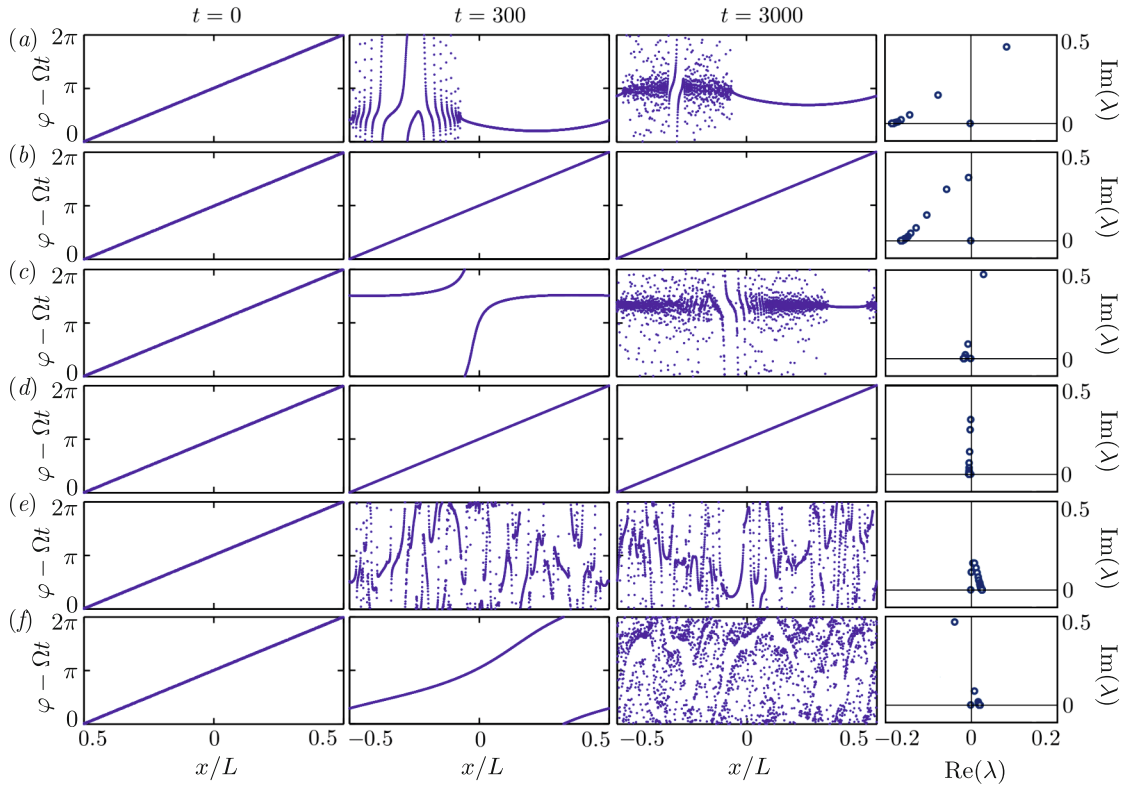 t = 0 t = 300 t = 3000
(a) φ − Ωt 2π π 0 0.5 0 Im(λ)
(b) φ − Ωt 2π π 0 0.5 0 Im(λ)
(c) φ − Ωt 2π π 0 0.5 0 Im(λ)
(d) φ − Ωt 2π π 0 0.5 0 Im(λ)
(e) φ − Ωt 2π π 0 0.5 0 Im(λ)
(f) φ − Ωt 2π π 0 0.5 0 Im(λ)
0.5 0 0.5 −0.5 0 0.5 −0.5 0 0.5 −0.2 0 0.2
x/L x/L x/L Re(λ)